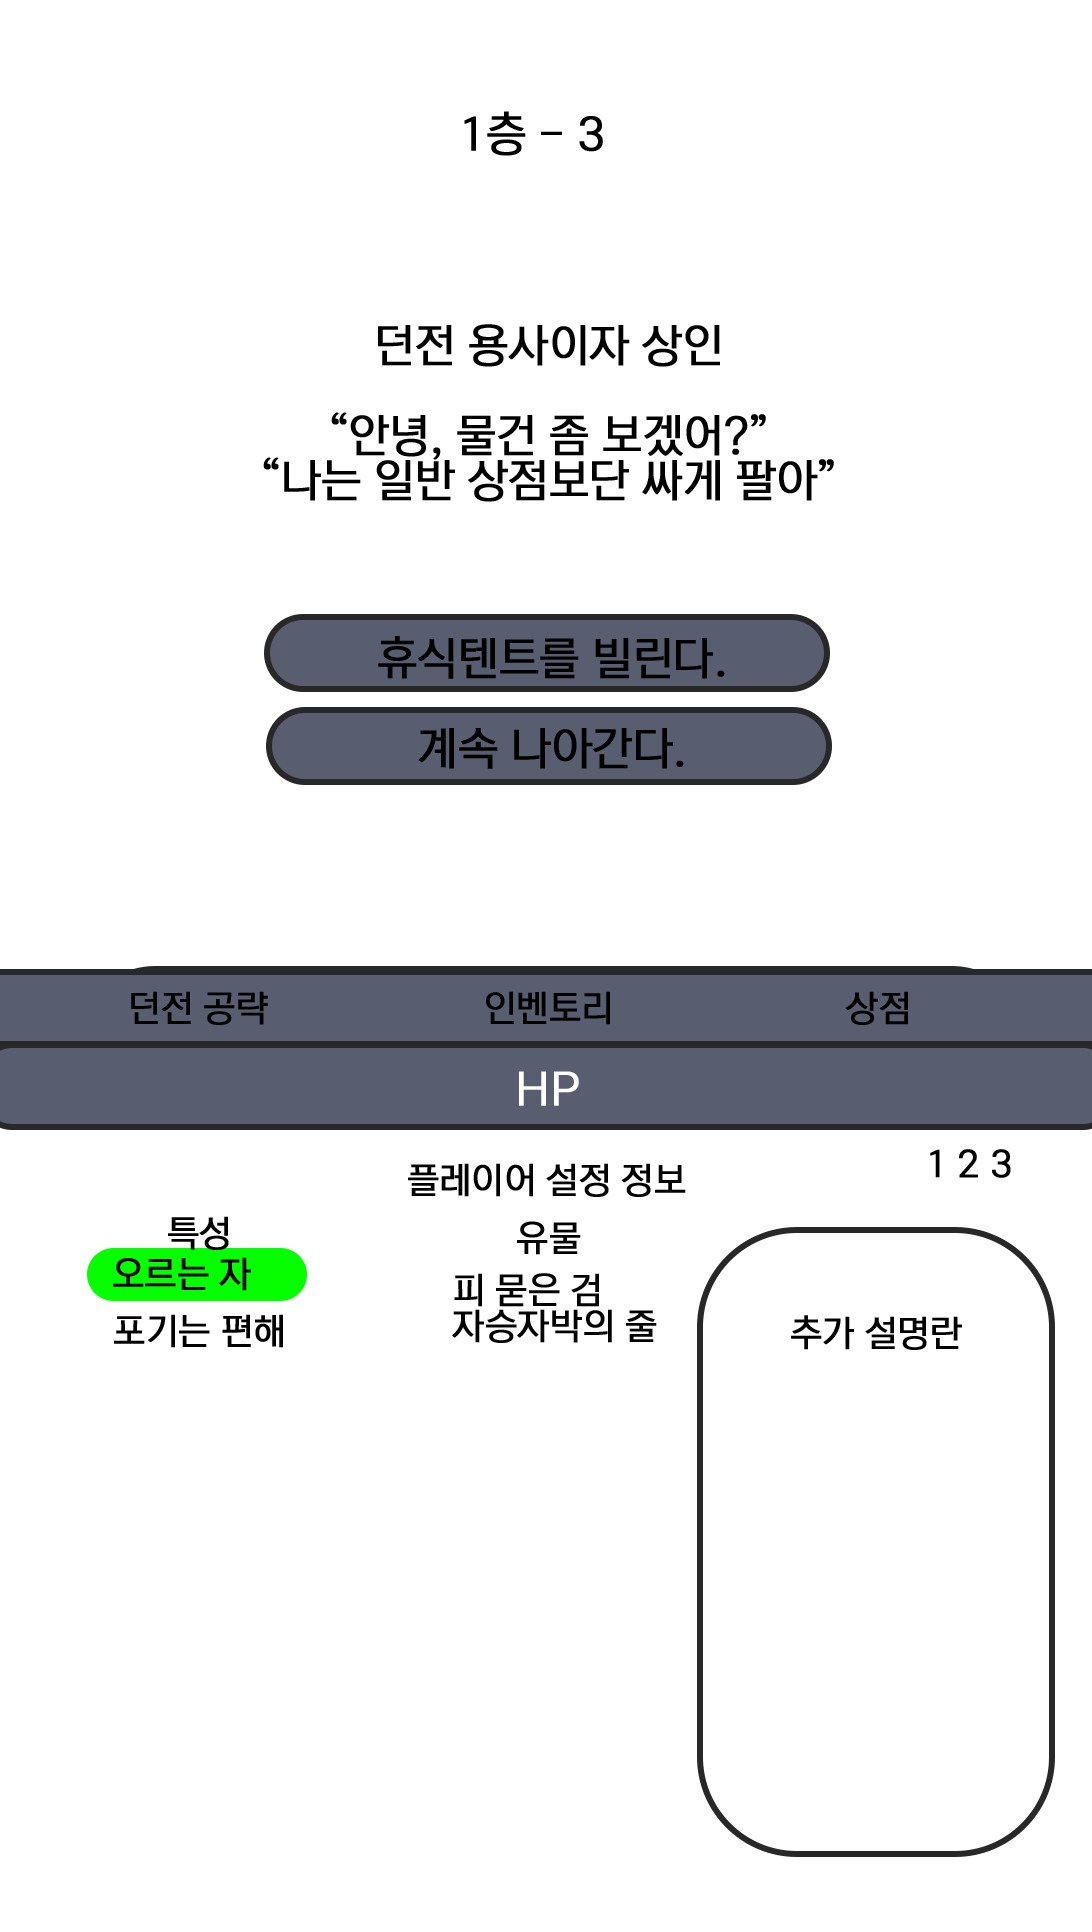 1층 – 3
던전 용사이자 상인
“안녕, 물건 좀 보겠어?”
“나는 일반 상점보단 싸게 팔아”
휴식텐트를 빌린다.
계속 나아간다.
던전 공략
인벤토리
상점
HP
플레이어 설정 정보
1 2 3
특성
오르는 자
포기는 편해
유물
피 묻은 검
자승자박의 줄
추가 설명란